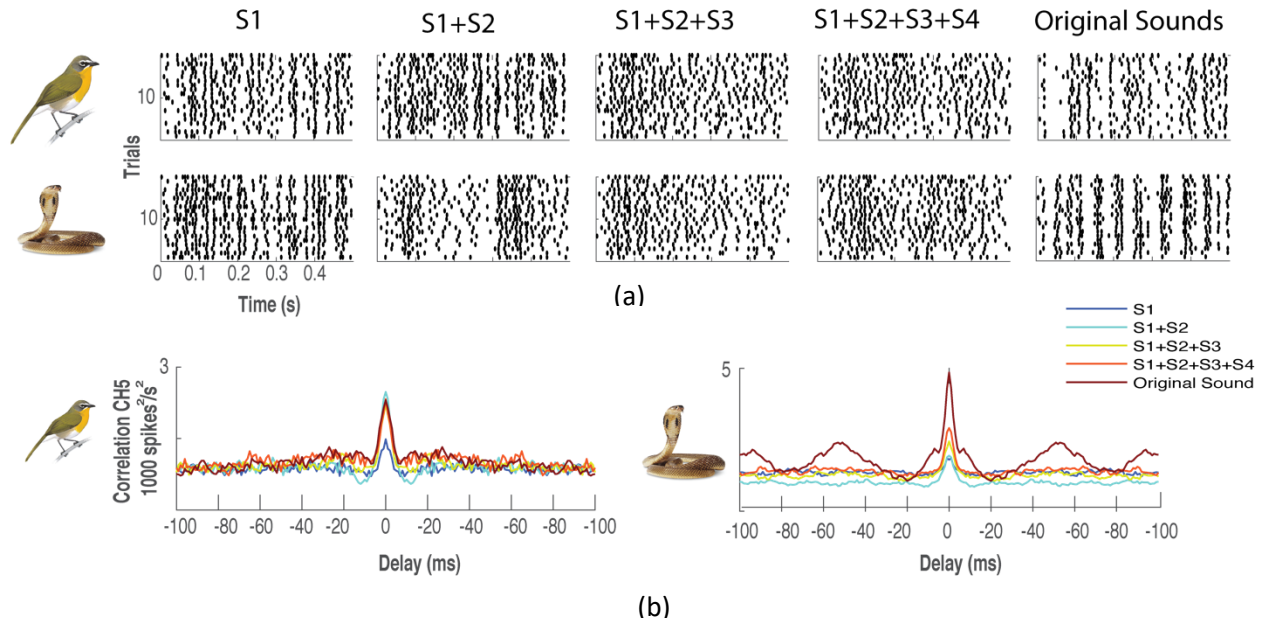 S1 S1+S2 S1+S2+S3 S1+S2+S3+S4 Original Sounds
10
Trials
10
0 0.1 0.2 0.3 0.4
Time (s)
(a)
S1
S1+S2
S1+S2+S3
S1+S2+S3+S4
Original Sound
3
Correlation CH5
1000 spikes²/s²
-100 -80 -60 -40 -20 0 -20 -40 -60 -80 -100
Delay (ms)
5
-100 -80 -60 -40 -20 0 -20 -40 -60 -80 -100
Delay (ms)
(b)